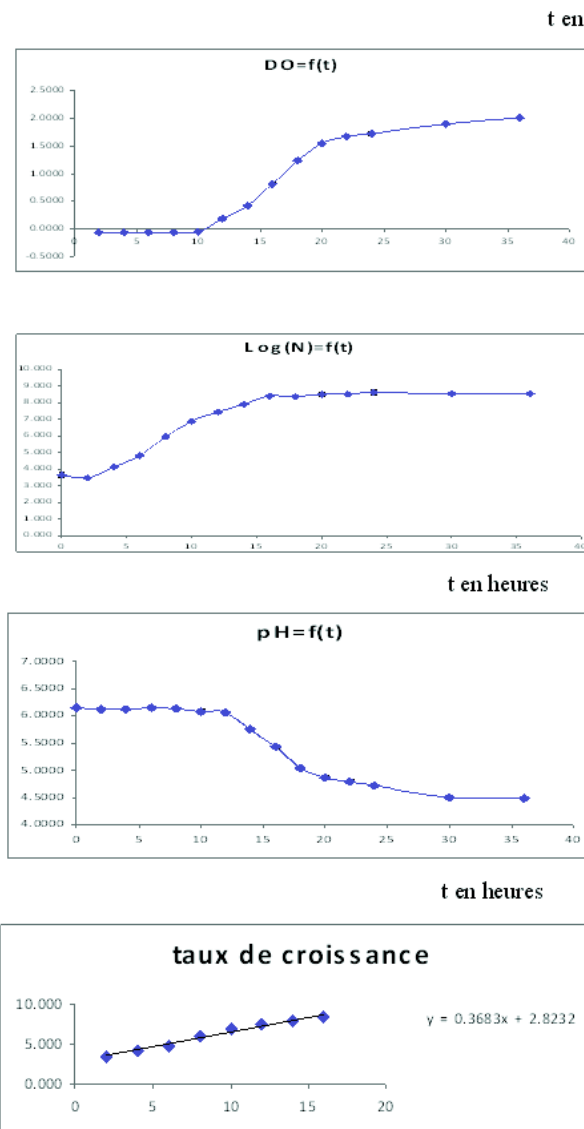 t en
DO=f(t)
2.5000
2.0000
1.5000
1.0000
0.5000
0.0000
-0.5000
0 5 10 15 20 25 30 35 40
Log(N)=f(t)
10.000
9.000
8.000
7.000
6.000
5.000
4.000
3.000
2.000
1.000
0.000
0 5 10 15 20 25 30 35 40
t en heures
pH=f(t)
7.0000
6.5000
6.0000
5.5000
5.0000
4.5000
4.0000
0 5 10 15 20 25 30 35 40
t en heures
taux de croissance
10.000
5.000
0.000
0 5 10 15 20
y = 0.3683x + 2.8232